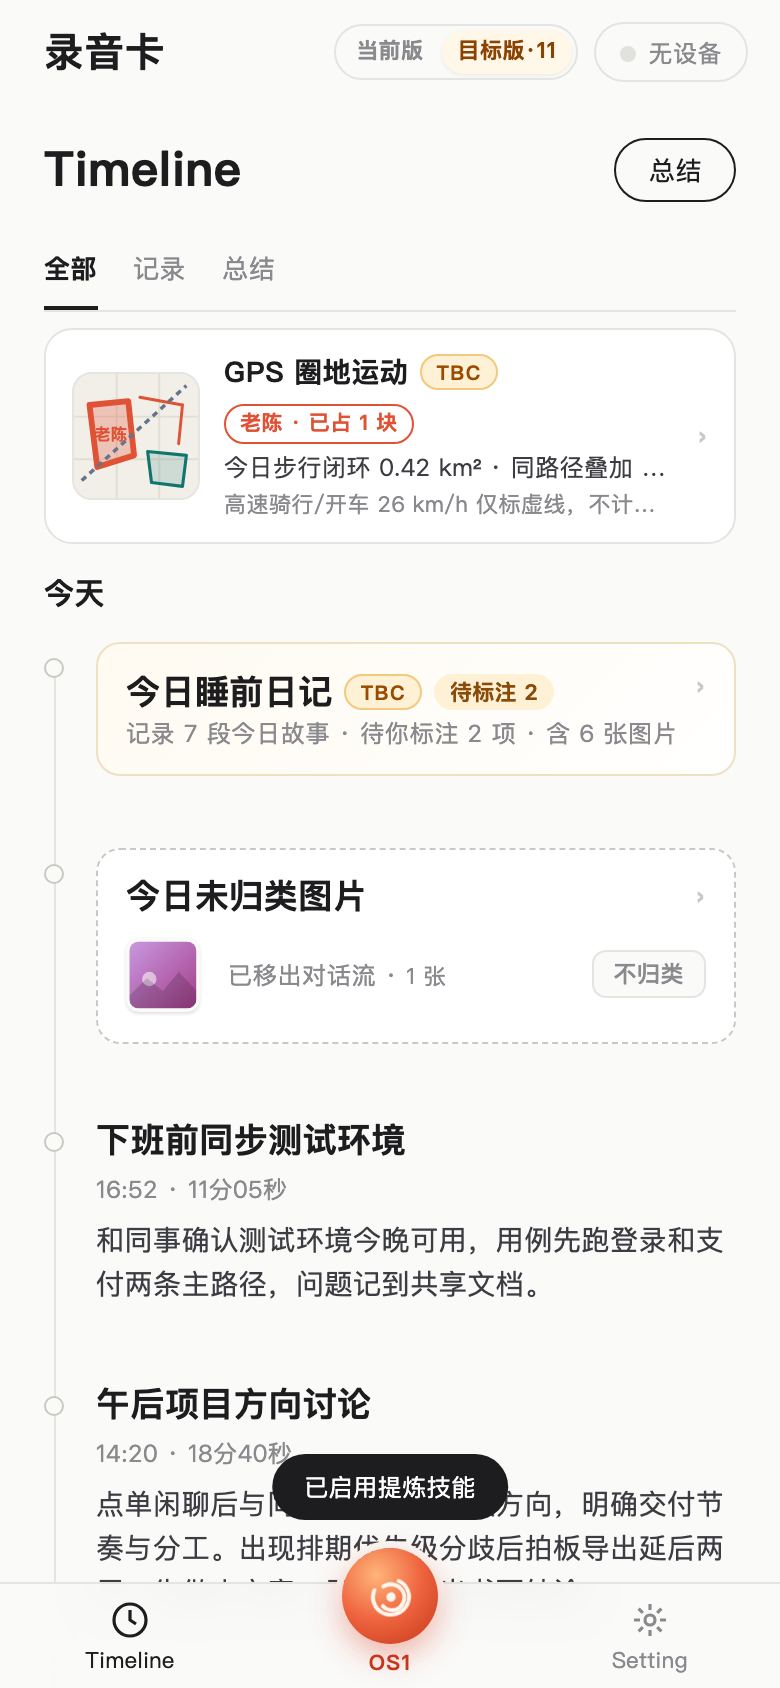 录音卡
当前版
目标版·11
无设备
Timeline
总结
全部
记录
总结
GPS 圈地运动
TBC
老陈 · 已占 1 块
老陈
今日步行闭环 0.42 km² · 同路径叠加 ...
高速骑行/开车 26 km/h 仅标虚线，不计...
今天
今日睡前日记
TBC
待标注 2
记录 7 段今日故事 · 待你标注 2 项 · 含 6 张图片
今日未归类图片
已移出对话流 · 1 张
不归类
下班前同步测试环境
16:52 · 11分05秒
和同事确认测试环境今晚可用，用例先跑登录和支
付两条主路径，问题记到共享文档。
午后项目方向讨论
14:20 · 18分40秒
点单闲聊后与 方向，明确交付节
奏与分工。出现排期优先级分歧后拍板导出延后两
已启用提炼技能
Timeline
OS1
Setting